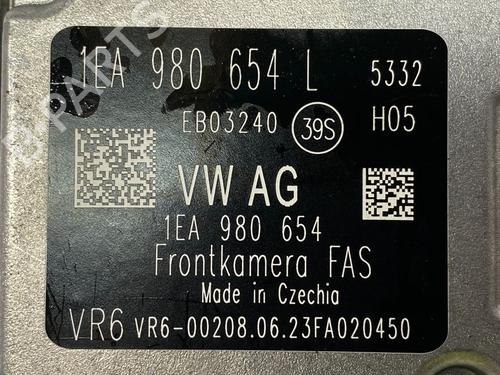 1EA 980 654 L 5332
EB03240 39S H05
VW AG
1EA 980 654
Frontkamera FAS
Made in Czechia
VR6 VR6-00208.06.23FA020450
B PARTS